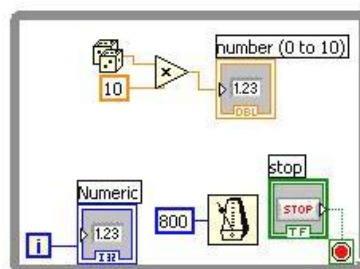 number (0 to 10)
10
1.23
DBL
stop
Numeric
800
STOP
1.23
TF
i
I32